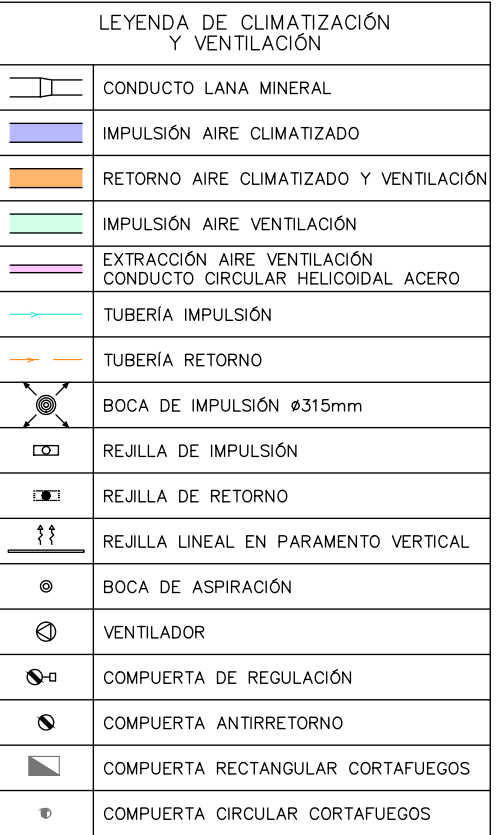 LEYENDA DE CLIMATIZACIÓN
Y VENTILACIÓN
CONDUCTO LANA MINERAL
IMPULSIÓN AIRE CLIMATIZADO
RETORNO AIRE CLIMATIZADO Y VENTILACIÓN
IMPULSIÓN AIRE VENTILACIÓN
EXTRACCIÓN AIRE VENTILACIÓN
CONDUCTO CIRCULAR HELICOIDAL ACERO
TUBERÍA IMPULSIÓN
TUBERÍA RETORNO
BOCA DE IMPULSIÓN ø315mm
REJILLA DE IMPULSIÓN
REJILLA DE RETORNO
REJILLA LINEAL EN PARAMENTO VERTICAL
BOCA DE ASPIRACIÓN
VENTILADOR
COMPUERTA DE REGULACIÓN
COMPUERTA ANTIRRETORNO
COMPUERTA RECTANGULAR CORTAFUEGOS
COMPUERTA CIRCULAR CORTAFUEGOS